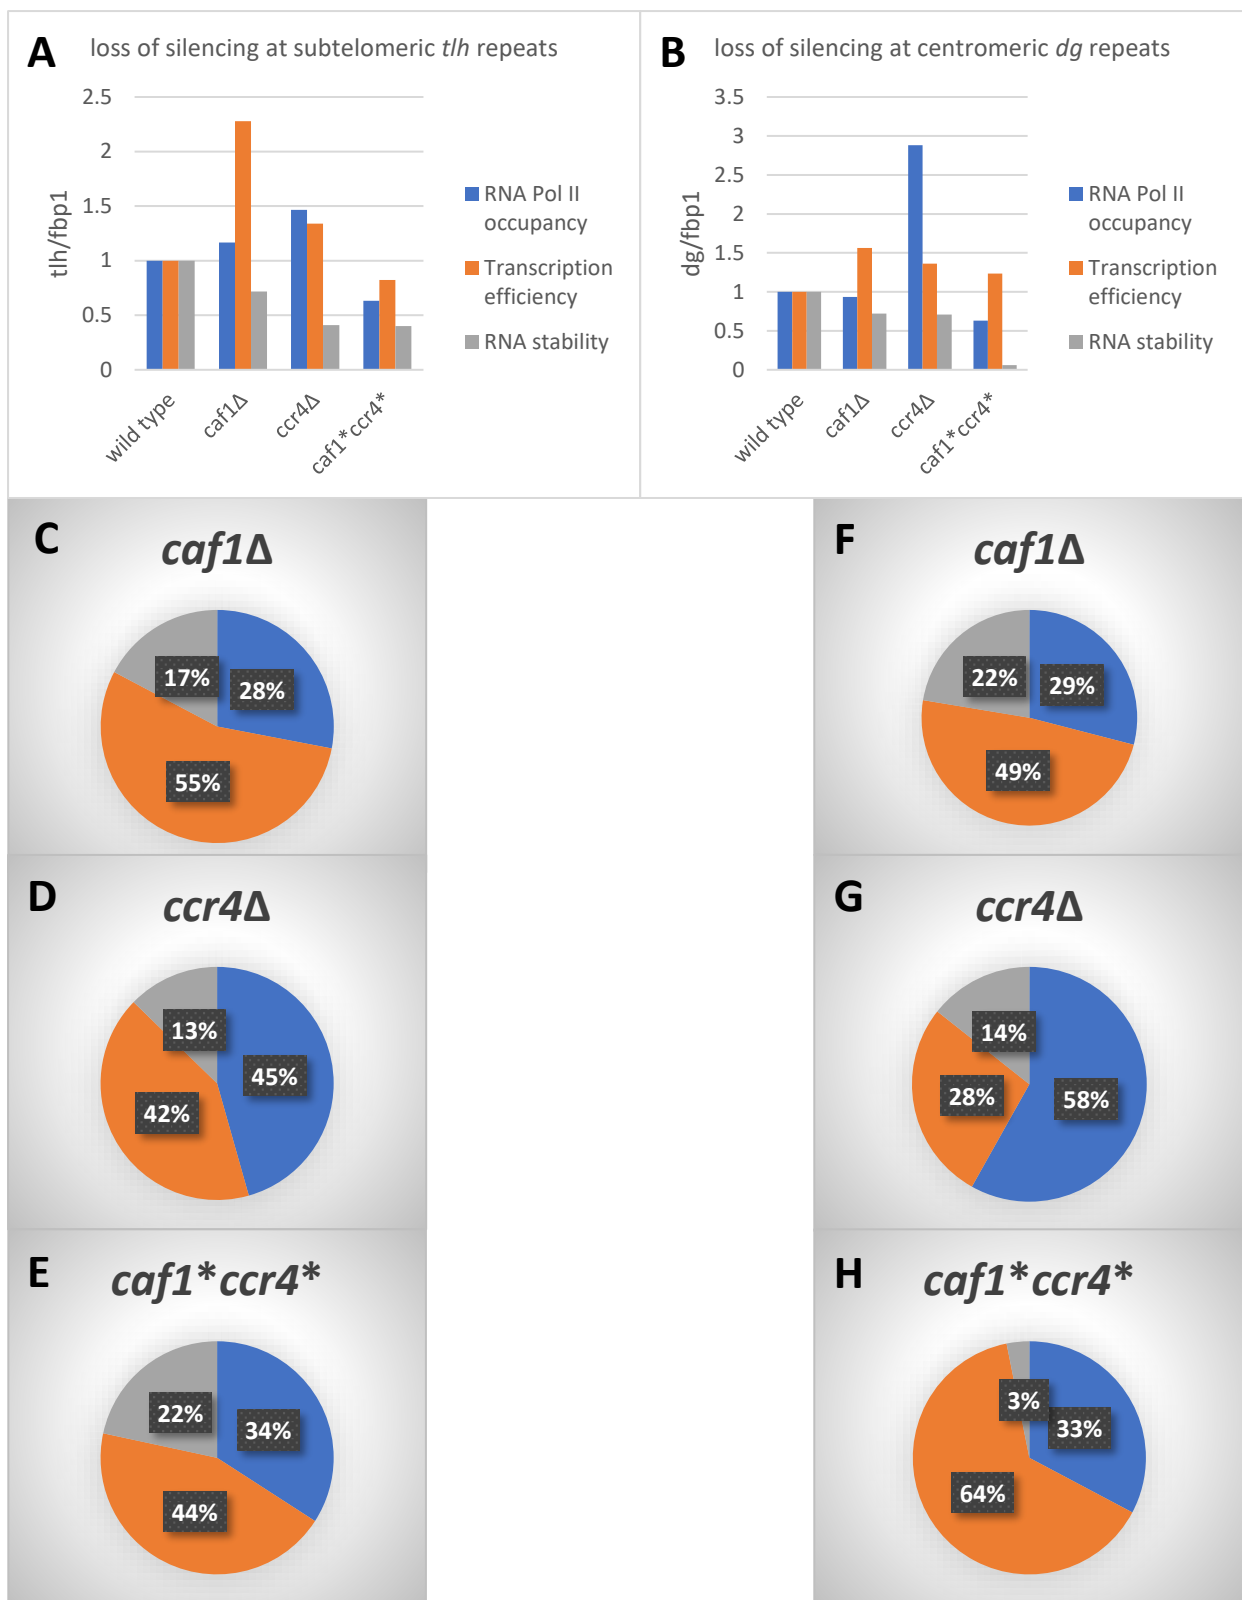 A loss of silencing at subtelomeric tlh repeats
2.5
2
1.5
1
0.5
0
tlh/fbp1
wild type
caf1Δ
ccr4Δ
caf1*ccr4*
RNA Pol II
occupancy
Transcription
efficiency
RNA stability
B loss of silencing at centromeric dg repeats
3.5
3
2.5
2
1.5
1
0.5
0
dg/fbp1
wild type
caf1Δ
ccr4Δ
caf1*ccr4*
RNA Pol II
occupancy
Transcription
efficiency
RNA stability
C
caf1Δ
17%
28%
55%
F
caf1Δ
22%
29%
49%
D
ccr4Δ
13%
45%
42%
G
ccr4Δ
14%
28%
58%
E
caf1*ccr4*
22%
34%
44%
H
caf1*ccr4*
3%
33%
64%